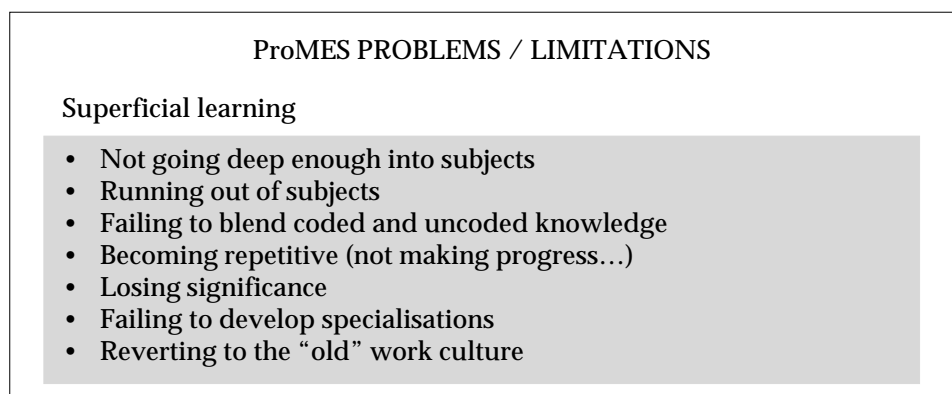 ProMES PROBLEMS / LIMITATIONS
Superficial learning
• Not going deep enough into subjects
• Running out of subjects
• Failing to blend coded and uncoded knowledge
• Becoming repetitive (not making progress…)
• Losing significance
• Failing to develop specialisations
• Reverting to the “old” work culture